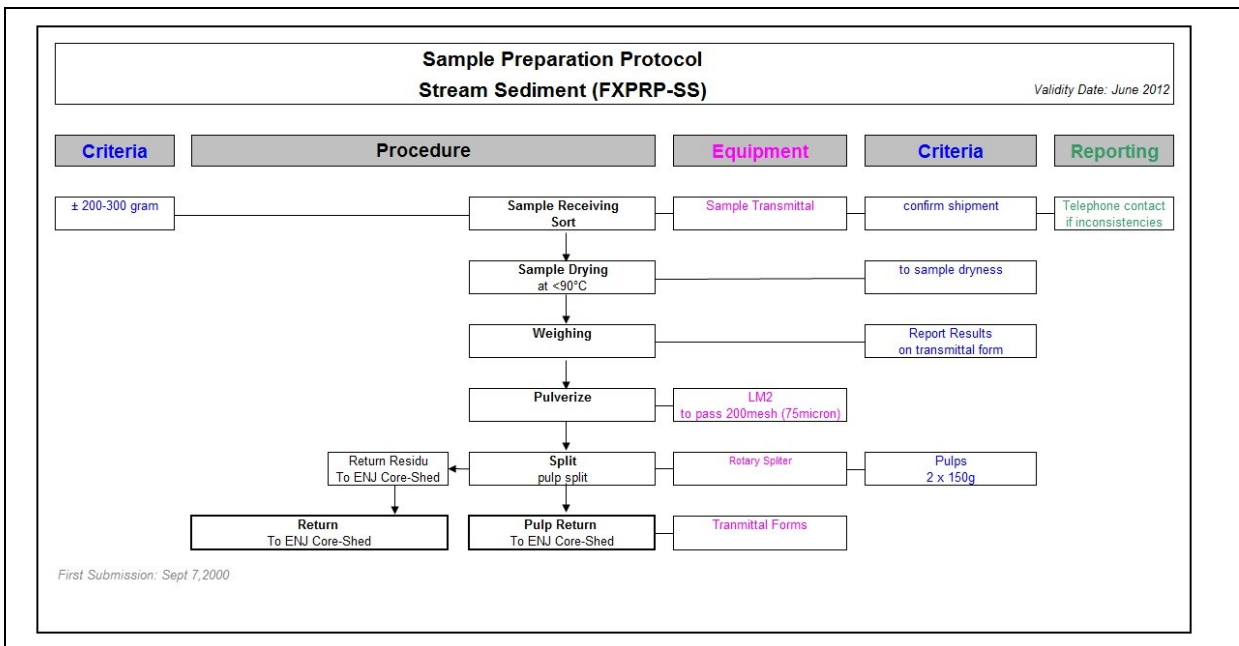 Sample Preparation Protocol
Stream Sediment (FXPRP-SS)
Validity Date: June 2012
Criteria
Procedure
Equipment
Criteria
Reporting
± 200-300 gram
Sample Receiving
Sort
Sample Transmittal
confirm shipment
Telephone contact
if inconsistencies
Sample Drying
at <90°C
to sample dryness
Weighing
Report Results
on transmittal form
Pulverize
LM2
to pass 200mesh (75micron)
Return Residu
To ENJ Core-Shed
Split
pulp split
Rotary Spliter
Pulps
2 x 150g
Return
To ENJ Core-Shed
Pulp Return
To ENJ Core-Shed
Tranmittal Forms
First Submission: Sept 7,2000